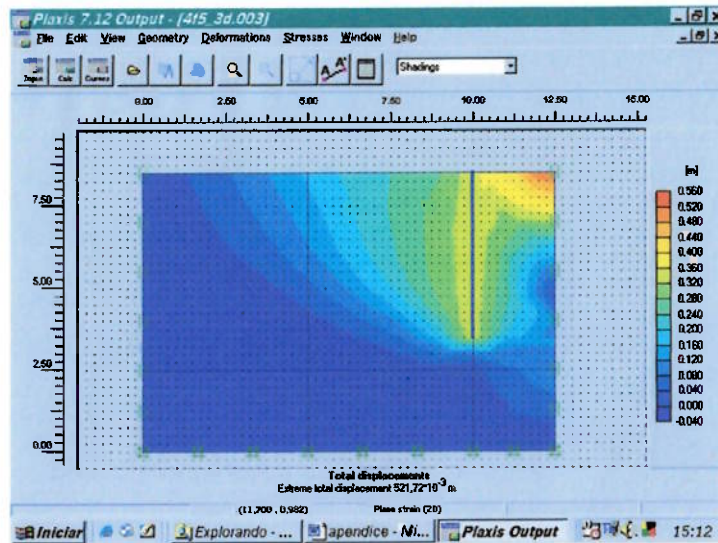 Plaxis 7.12 Output - [4f5_3d.003]
File Edit View Geometry Deformations Stresses Window Help
Input Calc Curves Shadings
0.00 2.50 5.00 7.50 10.00 12.50 15.00
7.50
5.00
2.50
0.00
[m]
0.560
0.520
0.480
0.440
0.400
0.360
0.320
0.280
0.240
0.200
0.160
0.120
0.080
0.040
0.000
-0.040
Total displacements
Extreme total displacement 521,72*10-3 m
(11,200 , 0,982) Plane strain (2D)
Iniciar Explorando - ... apendice - Mi... Plaxis Output 15:12